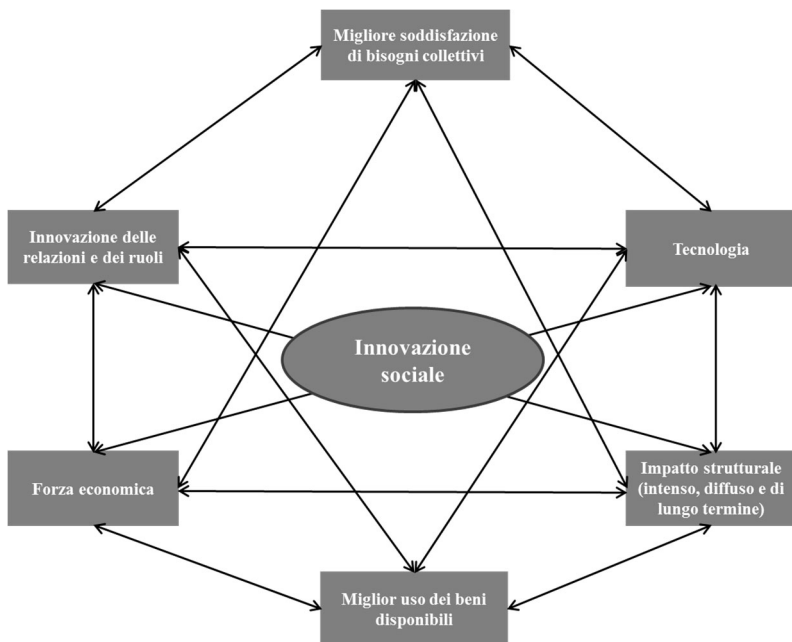 Migliore soddisfazione
di bisogni collettivi
Innovazione delle
relazioni e dei ruoli
Tecnologia
Innovazione
sociale
Forza economica
Impatto strutturale
(intenso, diffuso e di
lungo termine)
Miglior uso dei beni
disponibili